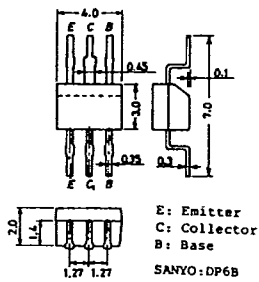 4.0
E C B
0.45
0.1
3.0
7.0
0.35
0.3
E C₁ B
2.0
1.4
1.27 1.27
E: Emitter
C: Collector
B: Base
SANYO: DP6B